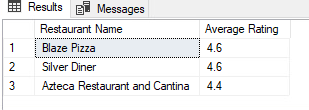 Results Messages
Restaurant Name Average Rating
1 Blaze Pizza 4.6
2 Silver Diner 4.6
3 Azteca Restaurant and Cantina 4.4